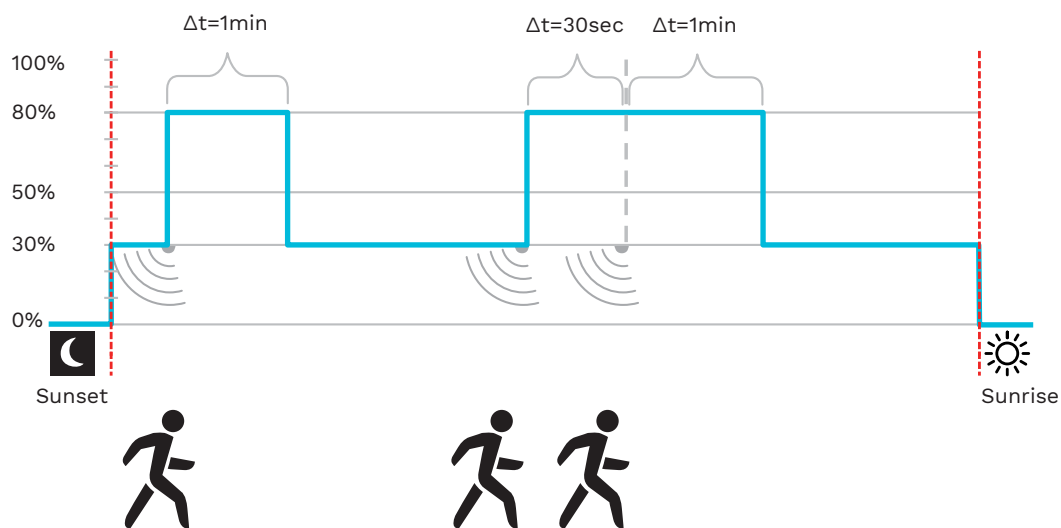 Δt=1min
Δt=30sec
Δt=1min
100%
80%
50%
30%
0%
Sunset
Sunrise